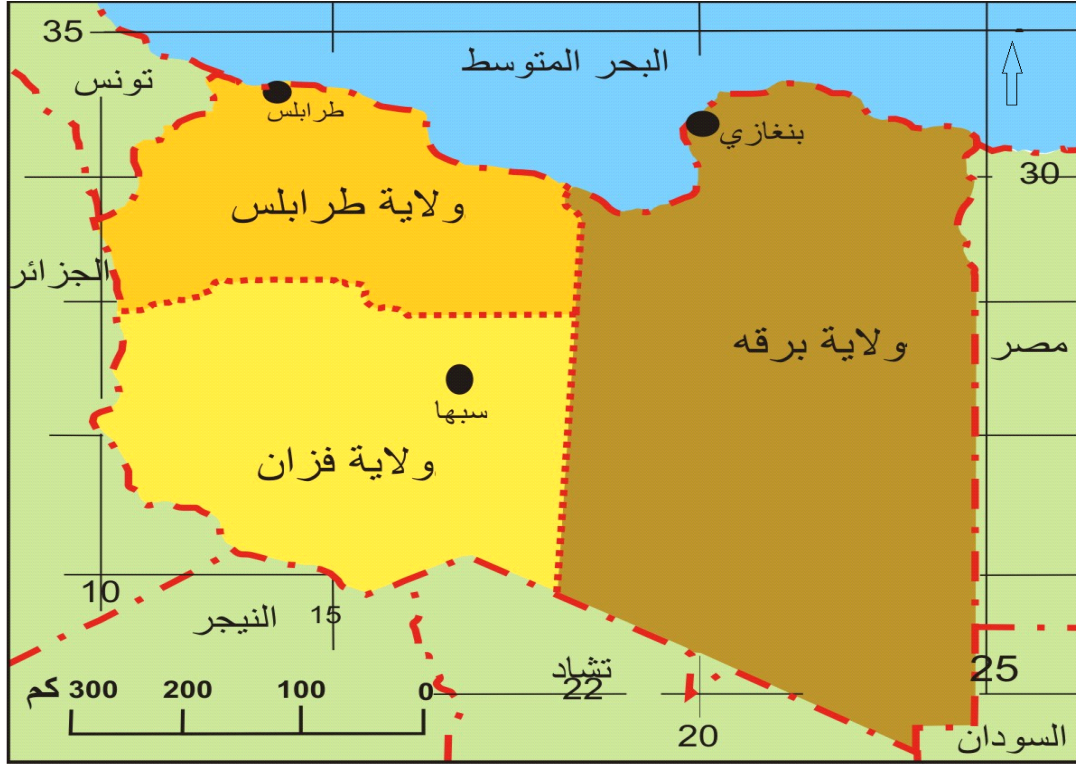 35
البحر المتوسط
تونس
طرابلس
بنغازي
30
ولاية طرابلس
الجزائر
ولاية برقه
مصر
سبها
ولاية فزان
10
15
النيجر
تشاد
22
25
كم 300 200 100 0
20
السودان